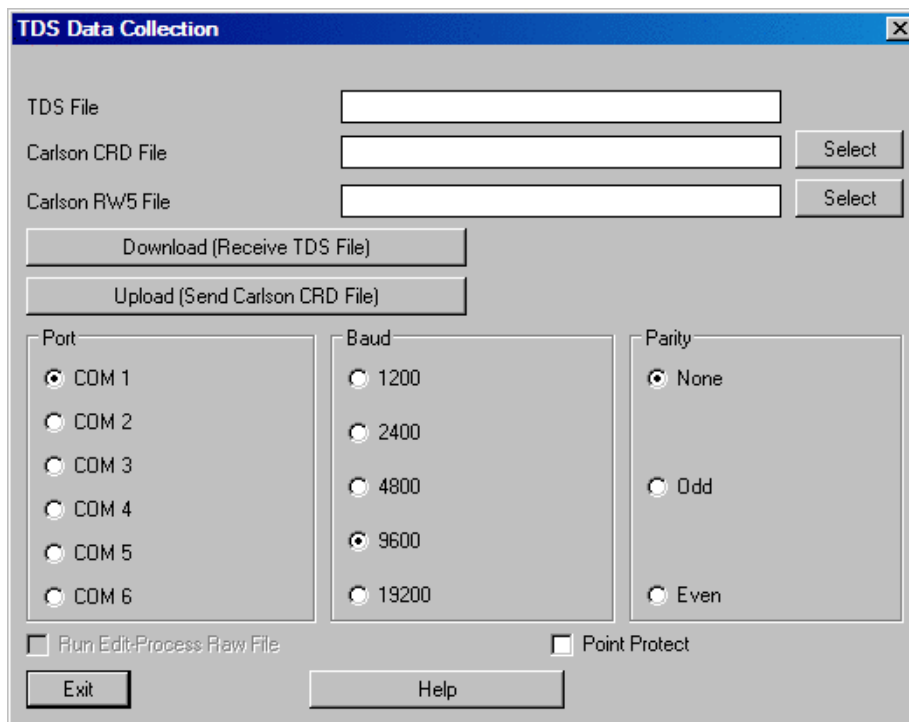 TDS Data Collection
TDS File
Carlson CRD File
Select
Carlson RW5 File
Select
Download (Receive TDS File)
Upload (Send Carlson CRD File)
Port
COM 1
COM 2
COM 3
COM 4
COM 5
COM 6
Baud
1200
2400
4800
9600
19200
Parity
None
Odd
Even
Run Edit-Process Raw File
Point Protect
Exit
Help